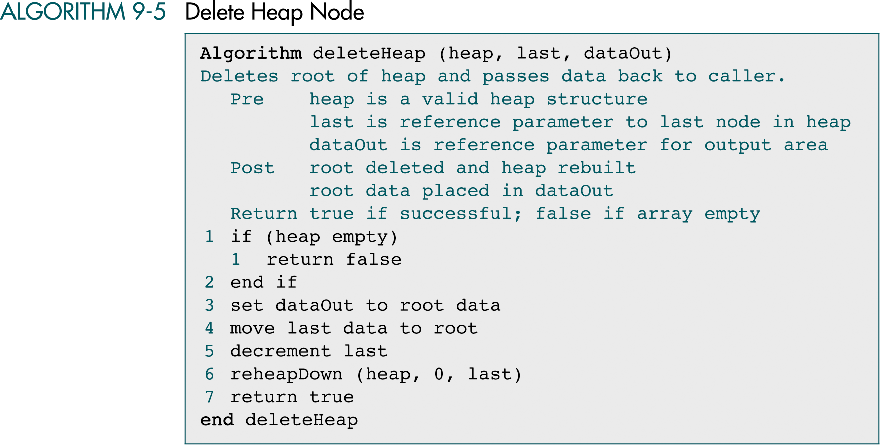 ALGORITHM 9-5 Delete Heap Node
Algorithm deleteHeap (heap, last, dataOut)
Deletes root of heap and passes data back to caller.
Pre heap is a valid heap structure
last is reference parameter to last node in heap
dataOut is reference parameter for output area
Post root deleted and heap rebuilt
root data placed in dataOut
Return true if successful; false if array empty
1 if (heap empty)
1 return false
2 end if
3 set dataOut to root data
4 move last data to root
5 decrement last
6 reheapDown (heap, 0, last)
7 return true
end deleteHeap